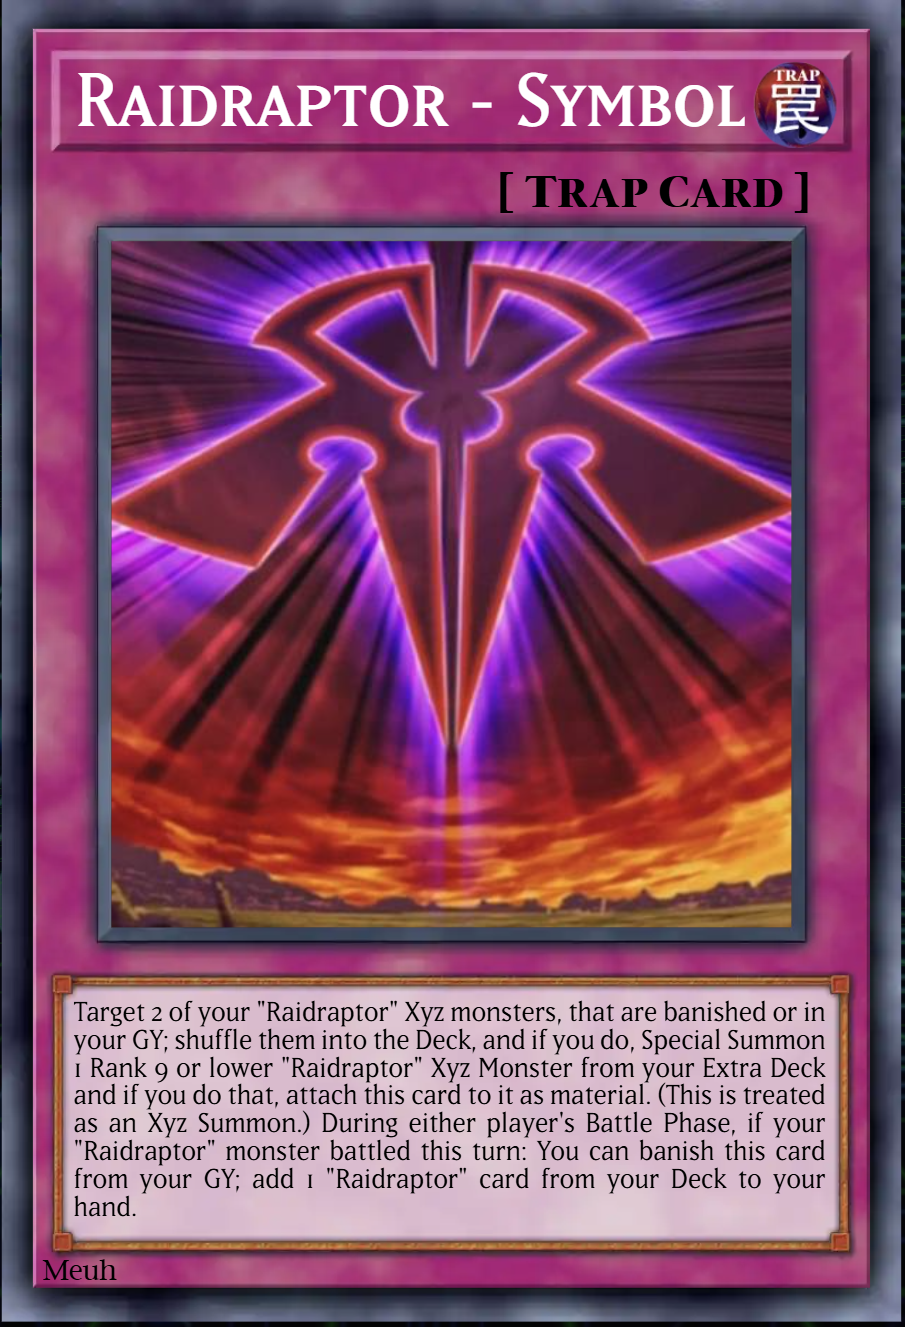 Raidraptor - Symbol
TRAP
罠
[ Trap Card ]
Target 2 of your "Raidraptor" Xyz monsters, that are banished or in
your GY; shuffle them into the Deck, and if you do, Special Summon
1 Rank 9 or lower "Raidraptor" Xyz Monster from your Extra Deck
and if you do that, attach this card to it as material. (This is treated
as an Xyz Summon.) During either player's Battle Phase, if your
"Raidraptor" monster battled this turn: You can banish this card
from your GY; add 1 "Raidraptor" card from your Deck to your
hand.
Meuh